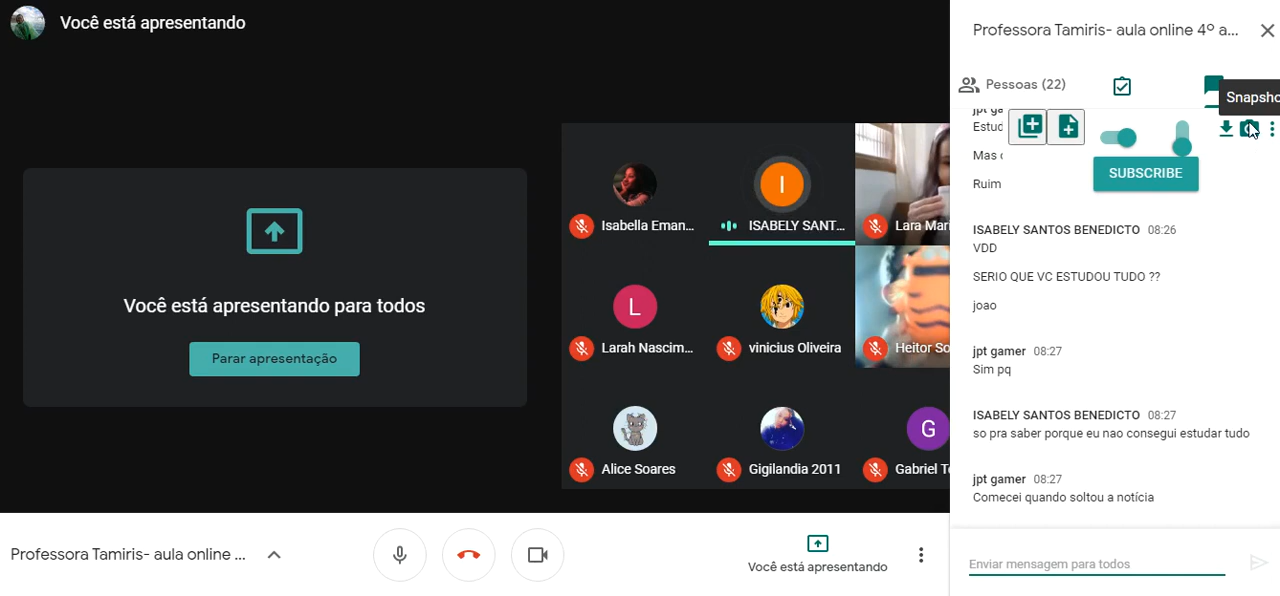 Você está apresentando
Professora Tamiris- aula online 4º a...
Pessoas (22)
Snapsho
jpt ga
Estud
Mas
Ruim
SUBSCRIBE
ISABELY SANTOS BENEDICTO 08:26
VDD
SERIO QUE VC ESTUDOU TUDO ??
joao
jpt gamer 08:27
Sim pq
ISABELY SANTOS BENEDICTO 08:27
so pra saber porque eu nao consegui estudar tudo
jpt gamer 08:27
Comecei quando soltou a notícia
Enviar mensagem para todos
Você está apresentando para todos
Parar apresentação
Isabella Eman...
I
ISABELY SANT...
Lara Mari
L
Larah Nascim...
vinicius Oliveira
Heitor So
Alice Soares
Gigilandia 2011
G
Gabriel Te
Professora Tamiris- aula online ...
Você está apresentando